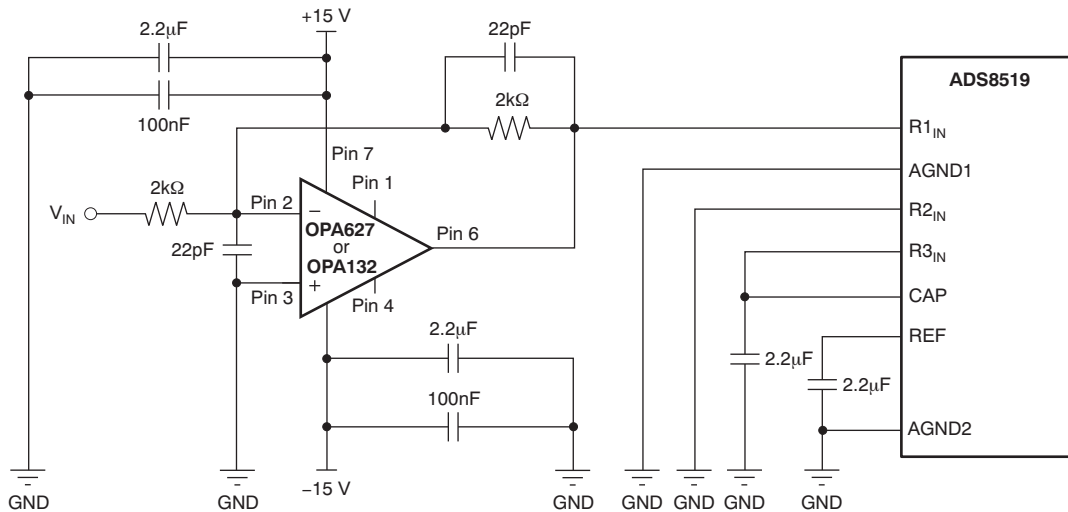 +15 V
2.2μF
22pF
ADS8519
100nF
2kΩ
R1IN
Pin 7
AGND1
Pin 1
2kΩ
VIN
Pin 2
−
R2IN
OPA627
or
OPA132
Pin 6
22pF
R3IN
Pin 3
+
Pin 4
CAP
2.2μF
REF
2.2μF
2.2μF
100nF
AGND2
−15 V
GND
GND
GND
GND
GND
GND
GND